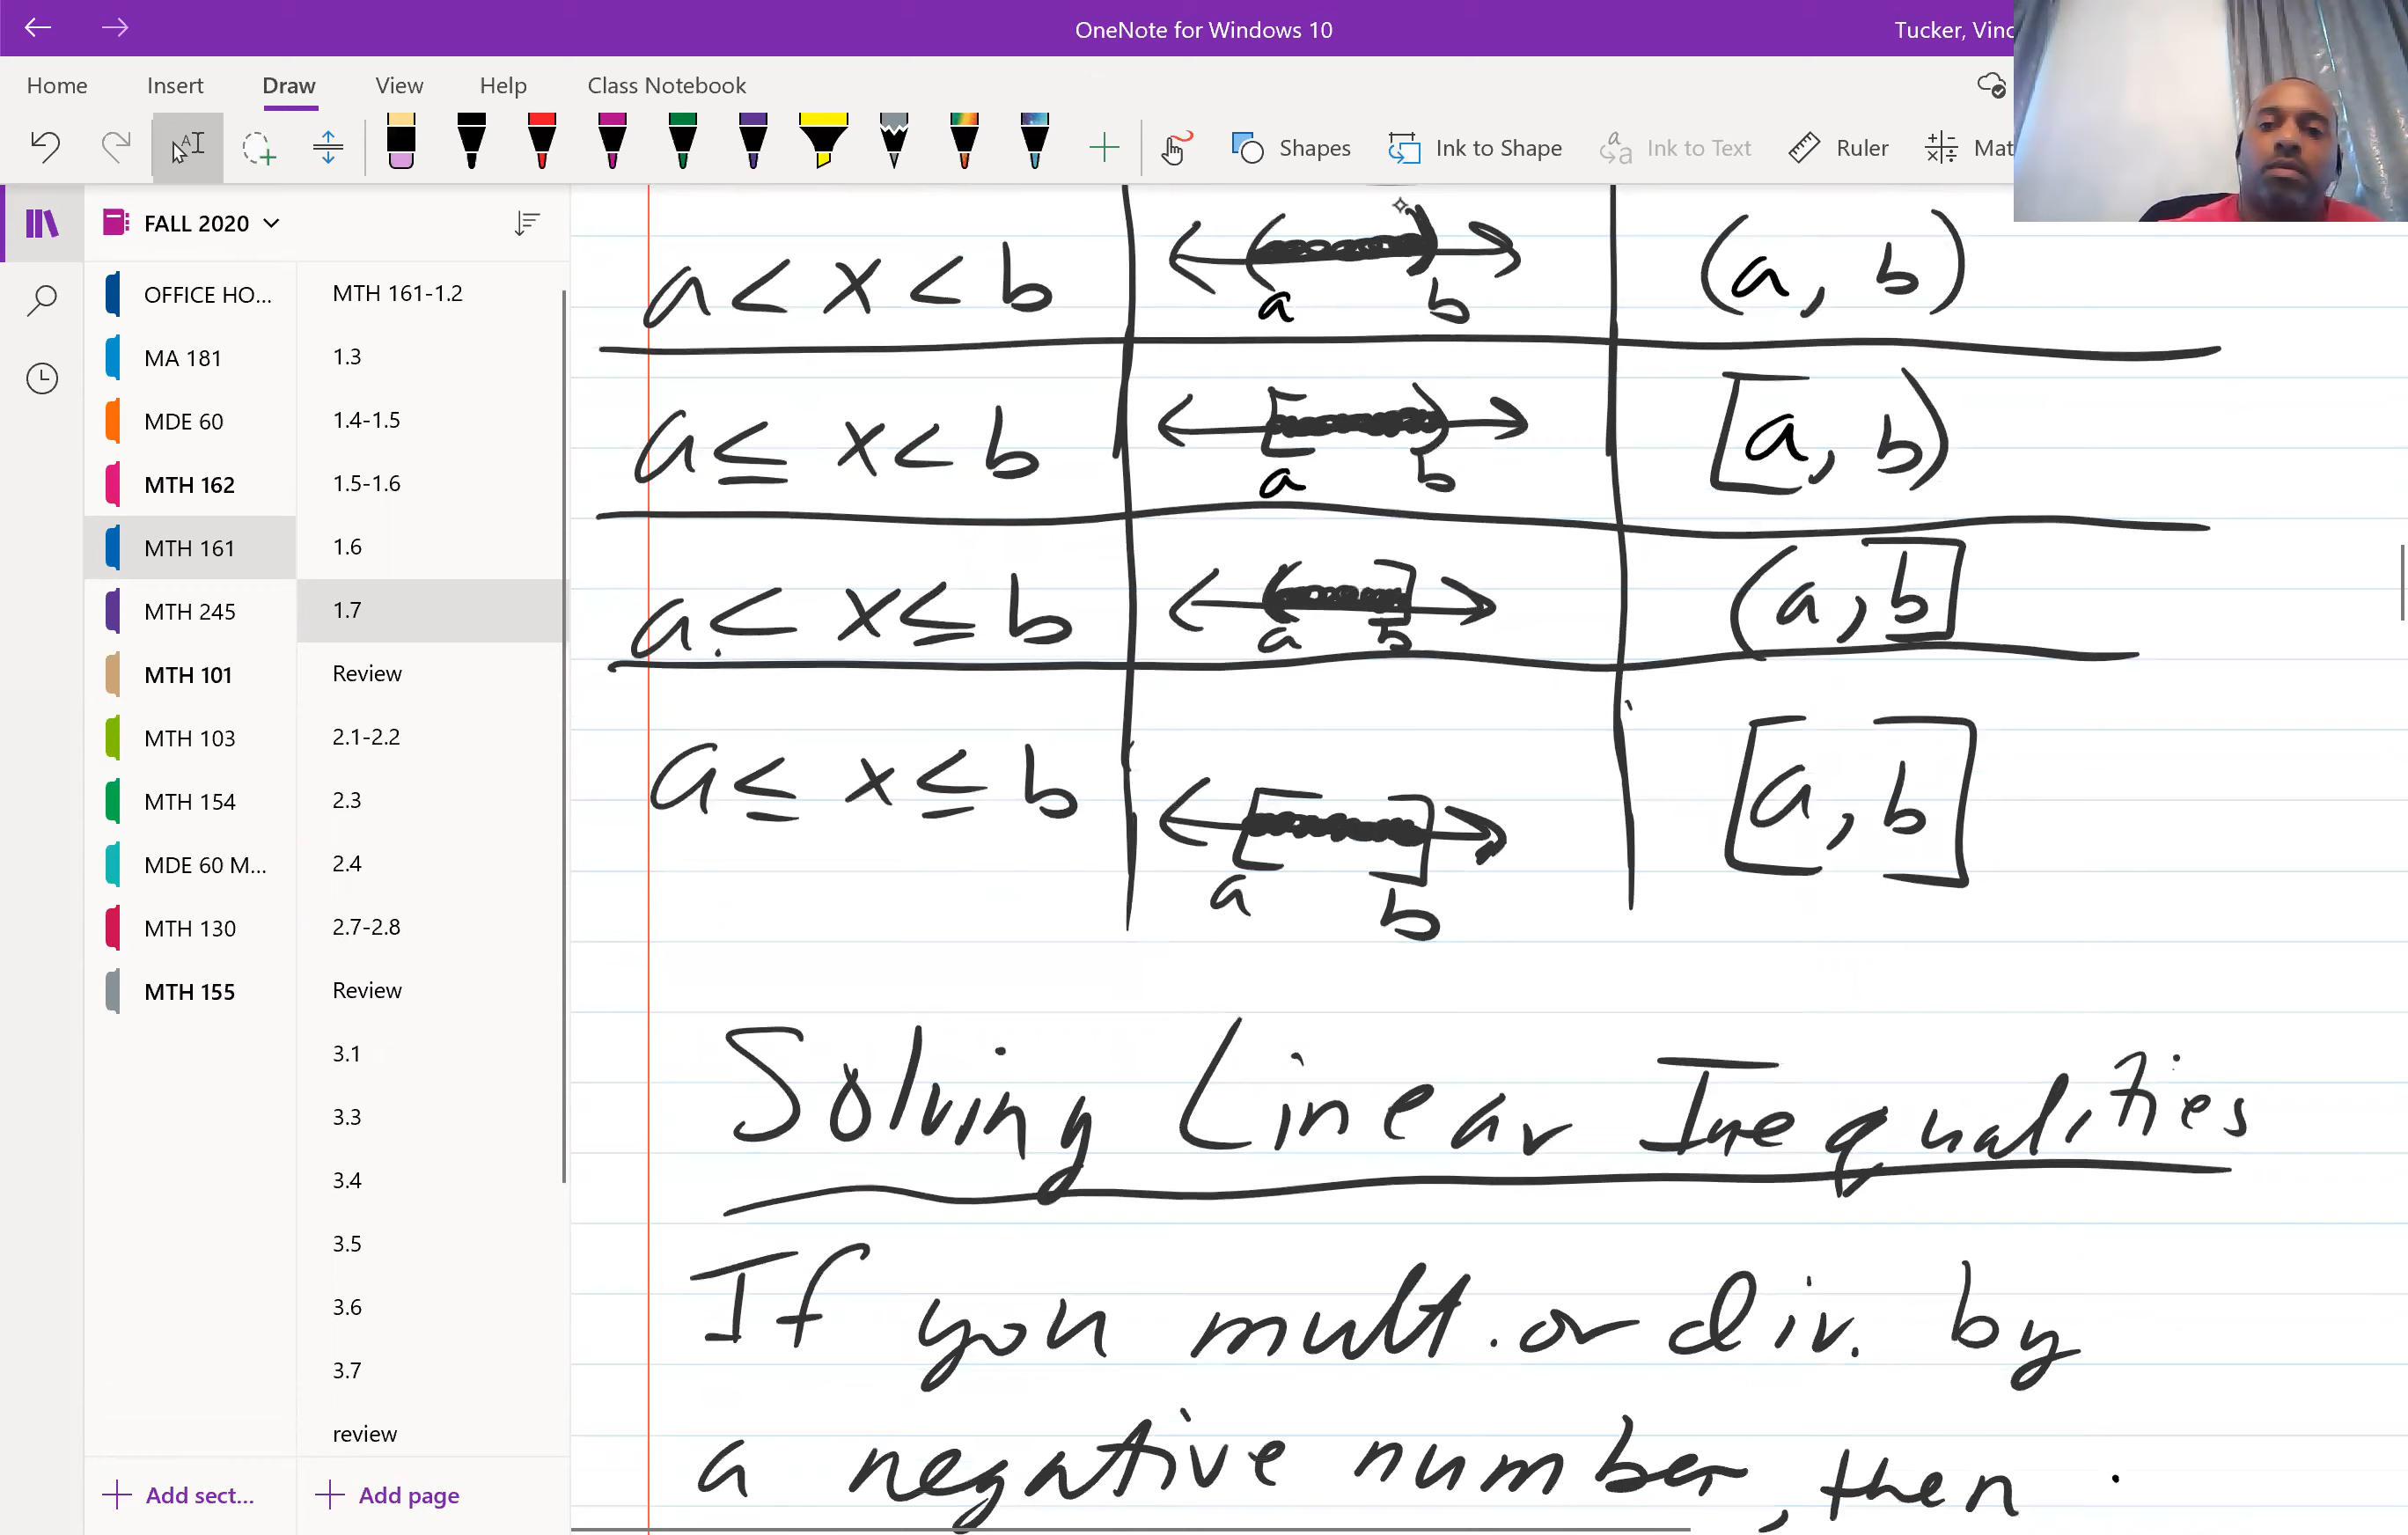 OneNote for Windows 10
Tucker, Vinc
Home Insert Draw View Help Class Notebook
Shapes Ink to Shape Ink to Text Ruler Mat
FALL 2020
OFFICE HO...
MA 181
MDE 60
MTH 162
MTH 161
MTH 245
MTH 101
MTH 103
MTH 154
MDE 60 M...
MTH 130
MTH 155
Add sect...
MTH 161-1.2
1.3
1.4-1.5
1.5-1.6
1.6
1.7
Review
2.1-2.2
2.3
2.4
2.7-2.8
Review
3.1
3.3
3.4
3.5
3.6
3.7
review
Add page
a < x < b a b (a, b)
a ≤ x < b a b [a, b)
a < x ≤ b a b (a, b]
a ≤ x ≤ b a b [a, b]
Solving Linear Inequalities
If you mult. or div. by
a negative number, then